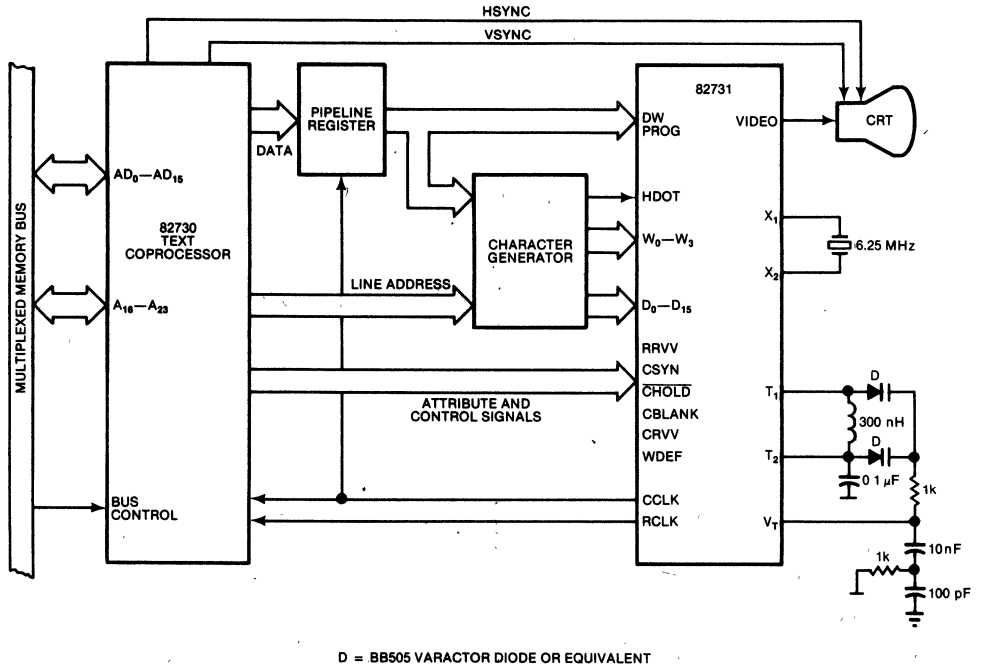 HSYNC
VSYNC
MULTIPLEXED MEMORY BUS
AD0—AD15
82730
TEXT
COPROCESSOR
A16—A23
BUS
CONTROL
DATA
PIPELINE
REGISTER
LINE ADDRESS
CHARACTER
GENERATOR
ATTRIBUTE AND
CONTROL SIGNALS
82731
DW
PROG
HDOT
W0—W3
D0—D15
RRVV
CSYN
CHOLD
CBLANK
CRVV
WDEF
CCLK
RCLK
VIDEO
X1
X2
T1
T2
VT
CRT
6.25 MHz
D
300 nH
D
0 1 µF
1k
10nF
1k
100 pF
D = BB505 VARACTOR DIODE OR EQUIVALENT